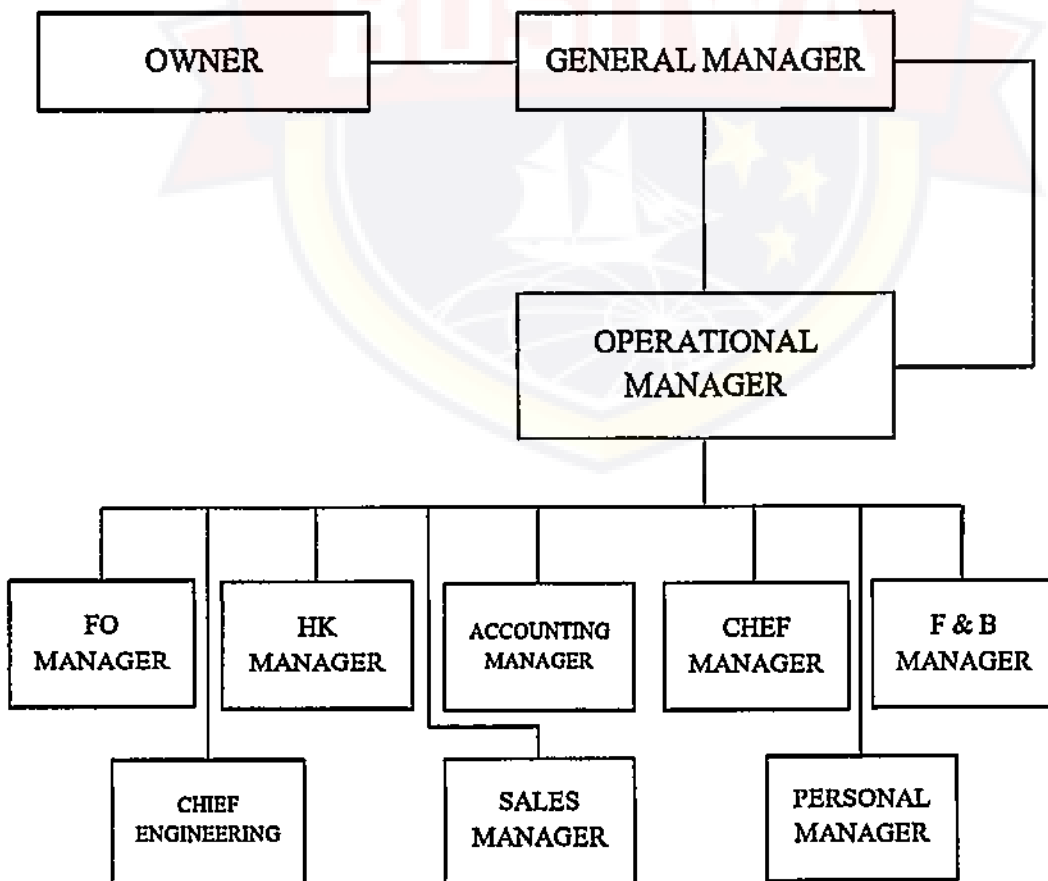 BOSOWA
OWNER
GENERAL MANAGER
OPERATIONAL
MANAGER
FO
MANAGER
HK
MANAGER
ACCOUNTING
MANAGER
CHEF
MANAGER
F & B
MANAGER
CHIEF
ENGINEERING
SALES
MANAGER
PERSONAL
MANAGER